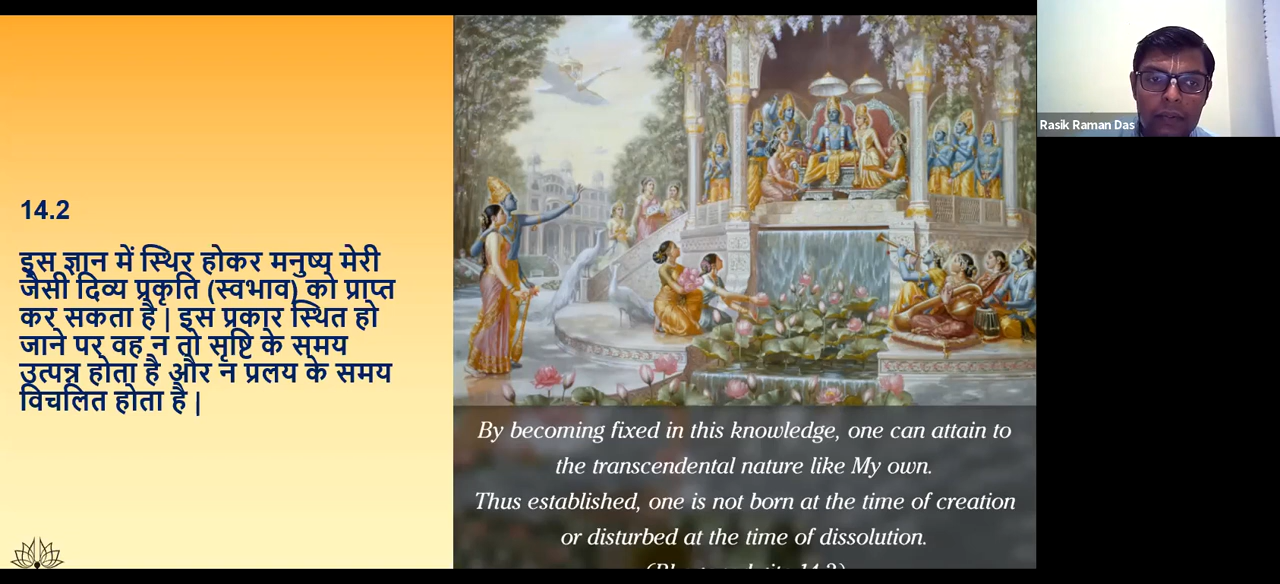 14.2
इस ज्ञान में स्थिर होकर मनुष्य मेरी
जैसी दिव्य प्रकृति (स्वभाव) को प्राप्त
कर सकता है | इस प्रकार स्थित हो
जाने पर वह न तो सृष्टि के समय
उत्पन्न होता है और न प्रलय के समय
विचलित होता है |
By becoming fixed in this knowledge, one can attain to
the transcendental nature like My own.
Thus established, one is not born at the time of creation
or disturbed at the time of dissolution.
Rasik Raman Das